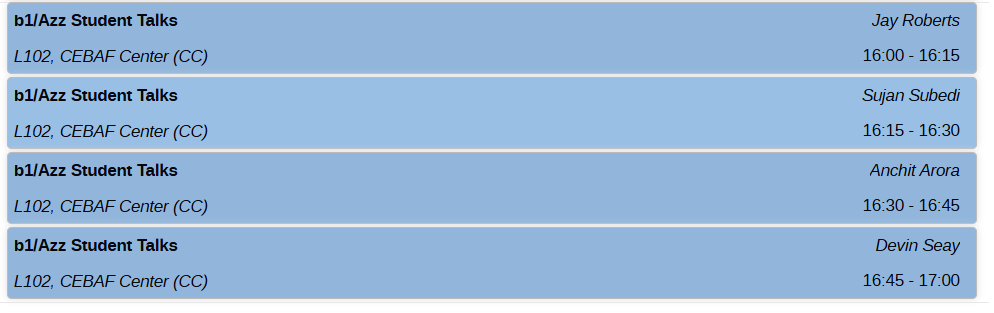 b1/Azz Student Talks Jay Roberts
L102, CEBAF Center (CC) 16:00 - 16:15
b1/Azz Student Talks Sujan Subedi
L102, CEBAF Center (CC) 16:15 - 16:30
b1/Azz Student Talks Anchit Arora
L102, CEBAF Center (CC) 16:30 - 16:45
b1/Azz Student Talks Devin Seay
L102, CEBAF Center (CC) 16:45 - 17:00